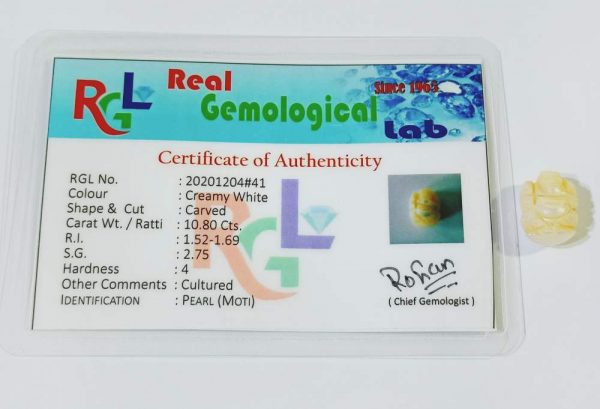 RGL
Real
Since 1965
Gemological
Lab
Certificate of Authenticity
RGL No. : 20201204#41
Colour : Creamy White
Shape & Cut : Carved
Carat Wt. / Ratti : 10.80 Cts.
R.I. : 1.52-1.69
S.G. : 2.75
Hardness : 4
Other Comments : Cultured
IDENTIFICATION : PEARL (MOTI)
RGL
Roshan
( Chief Gemologist )